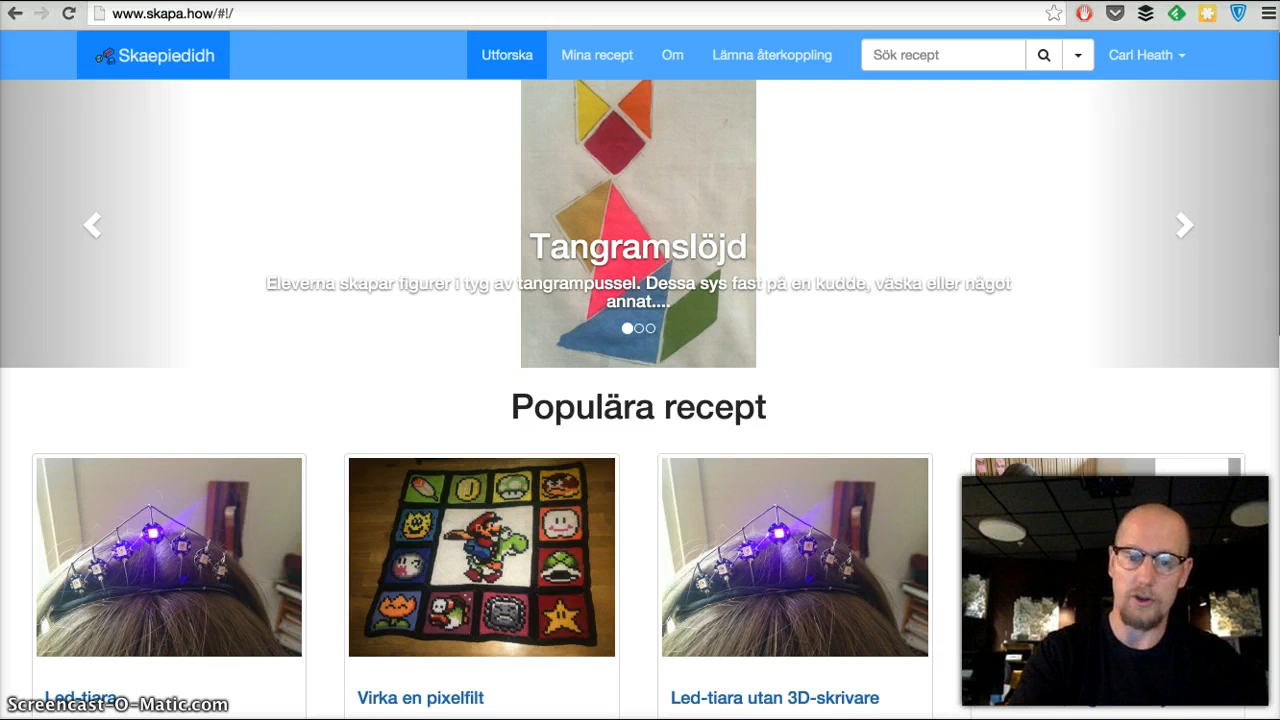 www.skapa.how/#!/
Skaepiedidh
Utforska
Mina recept
Om
Lämna återkoppling
Sök recept
Carl Heath
Tangramslöjd
Eleverna skapar figurer i tyg av tangrampussel. Dessa sys fast på en kudde, väska eller något
annat....
Populära recept
Led-tiara
Virka en pixelfilt
Led-tiara utan 3D-skrivare
Screencast-O-Matic.com